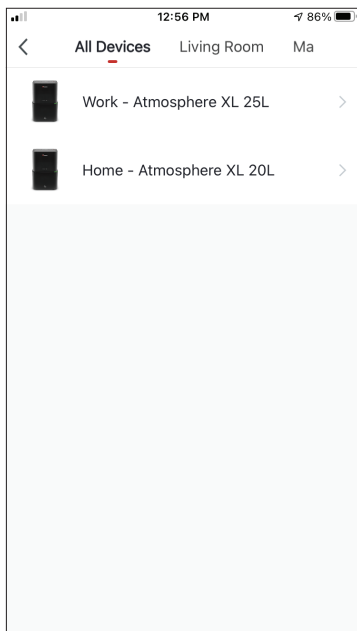 12:56 PM 86%
All Devices Living Room Ma
Work - Atmosphere XL 25L
Home - Atmosphere XL 20L